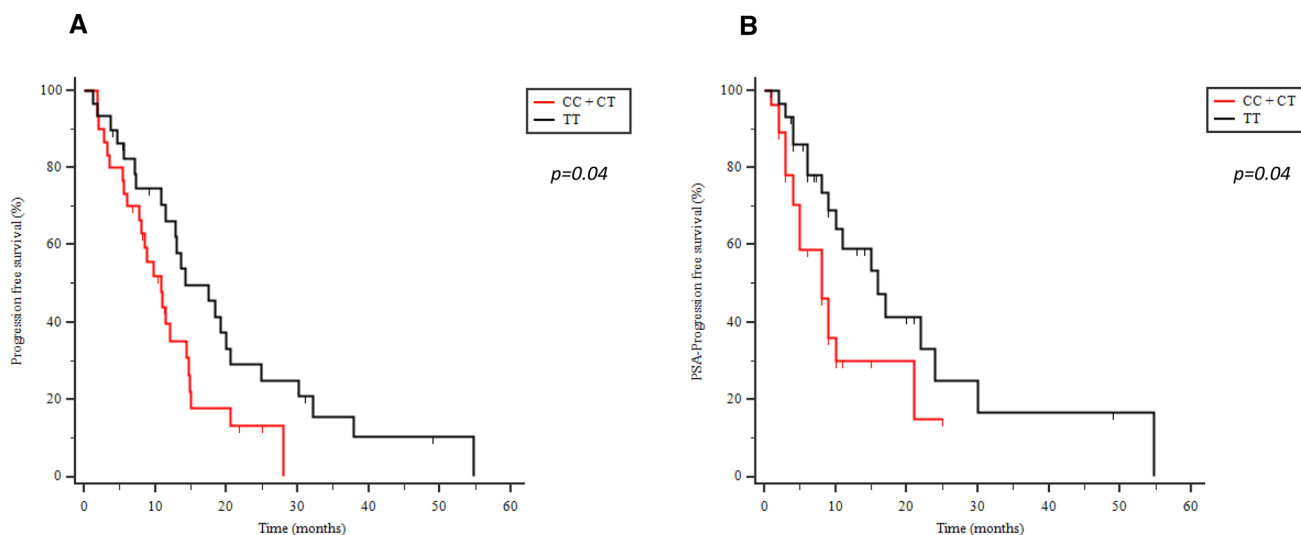 A
Progression free survival (%)
100
80
60
40
20
0
0 10 20 30 40 50 60
Time (months)
CC + CT
TT
p=0.04
B
PSA-Progression free survival (%)
100
80
60
40
20
0
0 10 20 30 40 50 60
Time (months)
CC + CT
TT
p=0.04